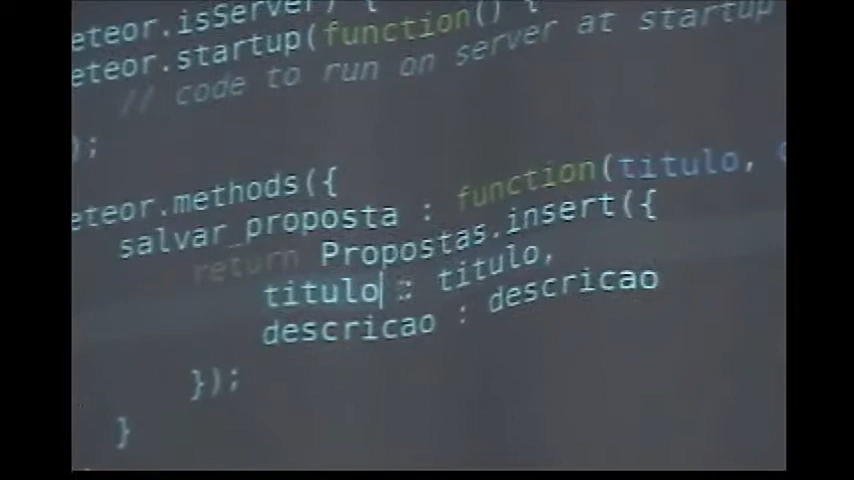 eteor.isServer) {
eteor.startup(function() {
// code to run on server at startup
);
eteor.methods({
salvar_proposta : function(titulo,
return Propostas.insert({
titulo : titulo,
descricao : descricao
});
}